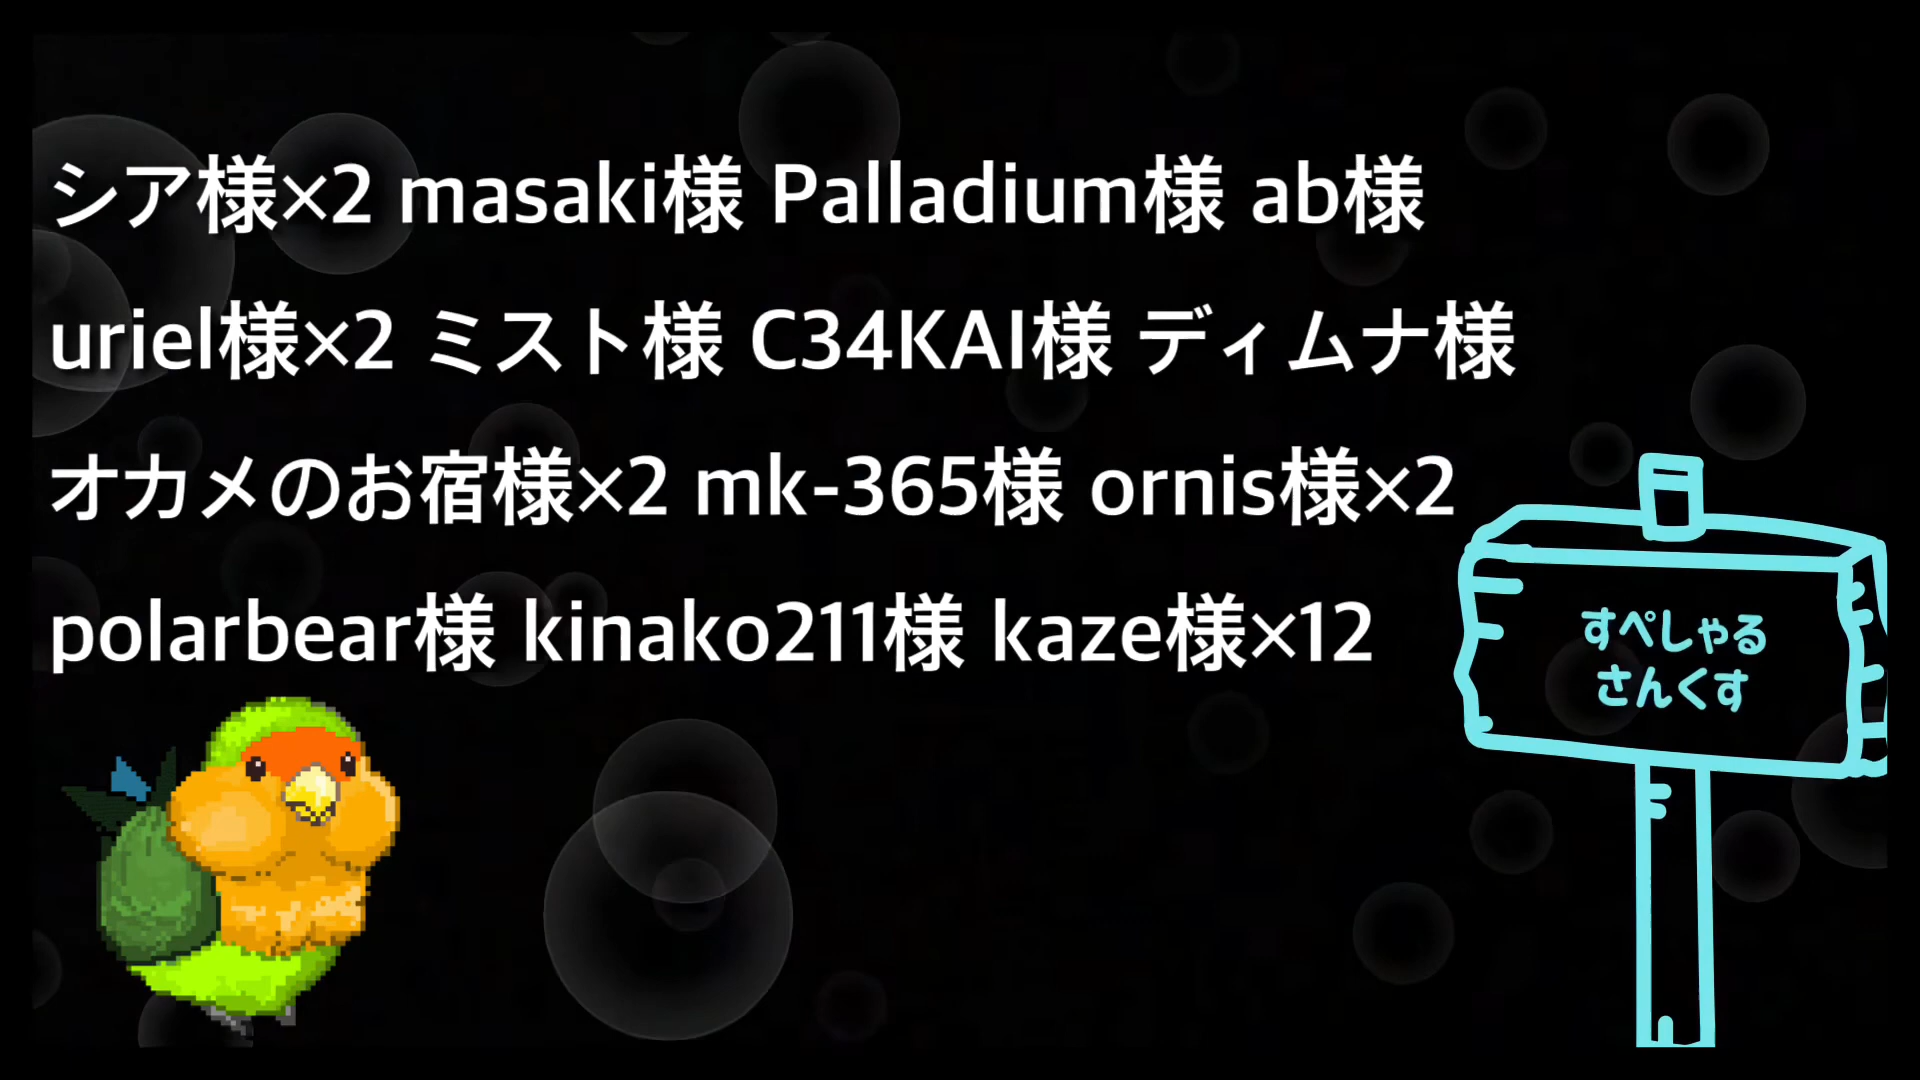 シア様×2 masaki様 Palladium様 ab様
uriel様×2 ミスト様 C34KAI様 ディムナ様
オカメのお宿様×2 mk-365様 ornis様×2
polarbear様 kinako211様 kaze様×12
すぺしゃる
さんくす